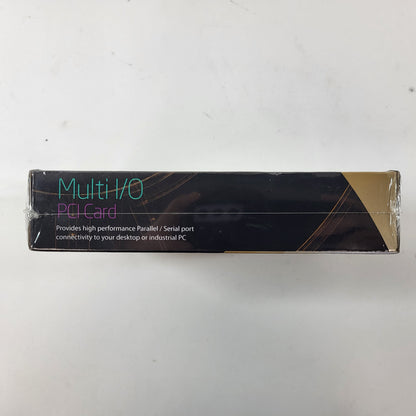 Multi I/O
PCI Card
Provides high performance Parallel / Serial port
connectivity to your desktop or industrial PC